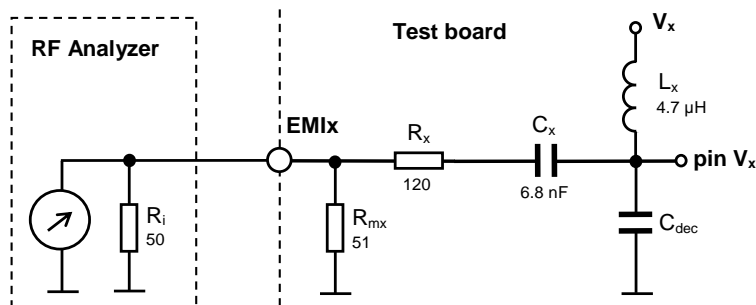 RF Analyzer
Test board
Vₓ
Lₓ
4.7 µH
EMIx
Rₓ
120
Cₓ
6.8 nF
pin Vₓ
Rᵢ
50
Rₘₓ
51
C_dec